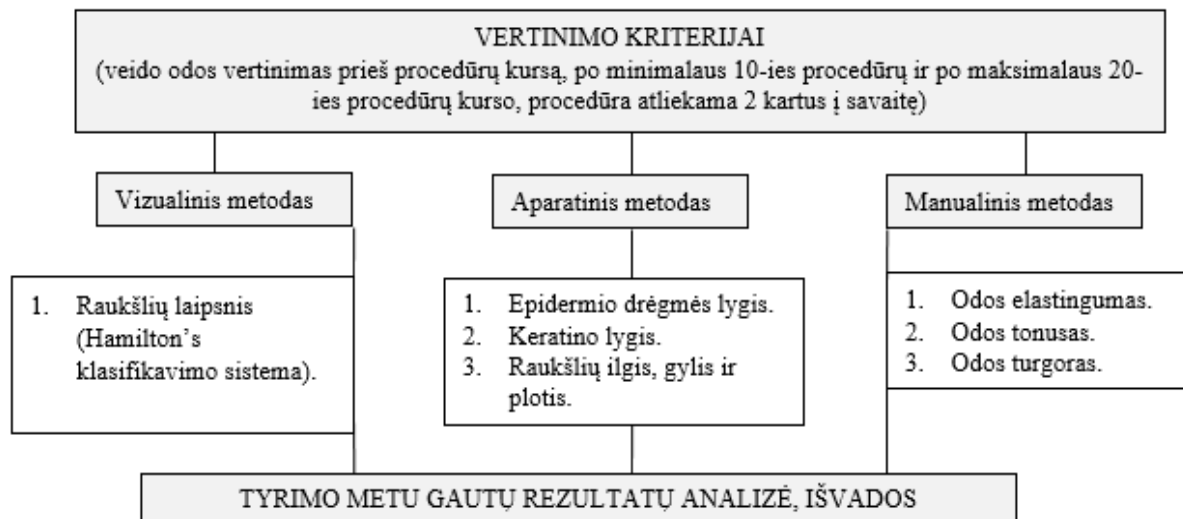 VERTINIMO KRITERIJAI
(veido odos vertinimas prieš procedūrų kursą, po minimalaus 10-ies procedūrų ir po maksimalaus 20-
ies procedūrų kurso, procedūra atliekama 2 kartus į savaitę)
Vizualinis metodas
Aparatinis metodas
Manualinis metodas
1. Raukšlių laipsnis
(Hamilton’s
klasifikavimo sistema).
1. Epidermio drėgmės lygis.
2. Keratino lygis.
3. Raukšlių ilgis, gylis ir
plotis.
1. Odos elastingumas.
2. Odos tonusas.
3. Odos turgoras.
TYRIMO METU GAUTŲ REZULTATŲ ANALIZĖ, IŠVADOS